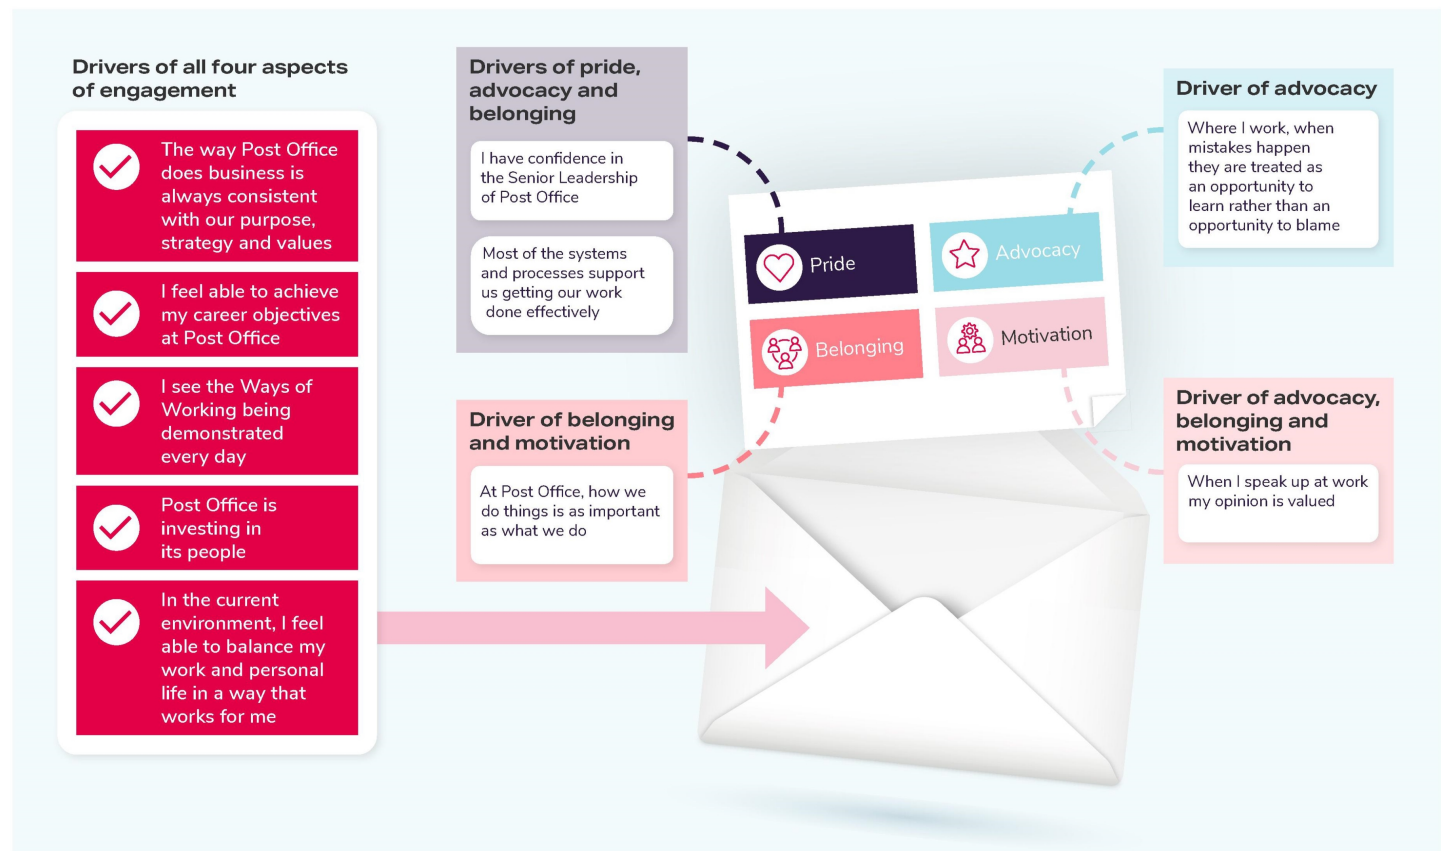 Drivers of all four aspects
of engagement
The way Post Office
does business is
always consistent
with our purpose,
strategy and values
I feel able to achieve
my career objectives
at Post Office
I see the Ways of
Working being
demonstrated
every day
Post Office is
investing in
its people
In the current
environment, I feel
able to balance my
work and personal
life in a way that
works for me
Drivers of pride,
advocacy and
belonging
I have confidence in
the Senior Leadership
of Post Office
Most of the systems
and processes support
us getting our work
done effectively
Driver of belonging
and motivation
At Post Office, how we
do things is as important
as what we do
Pride
Advocacy
Belonging
Motivation
Driver of advocacy
Where I work, when
mistakes happen
they are treated as
an opportunity to
learn rather than an
opportunity to blame
Driver of advocacy,
belonging and
motivation
When I speak up at work
my opinion is valued